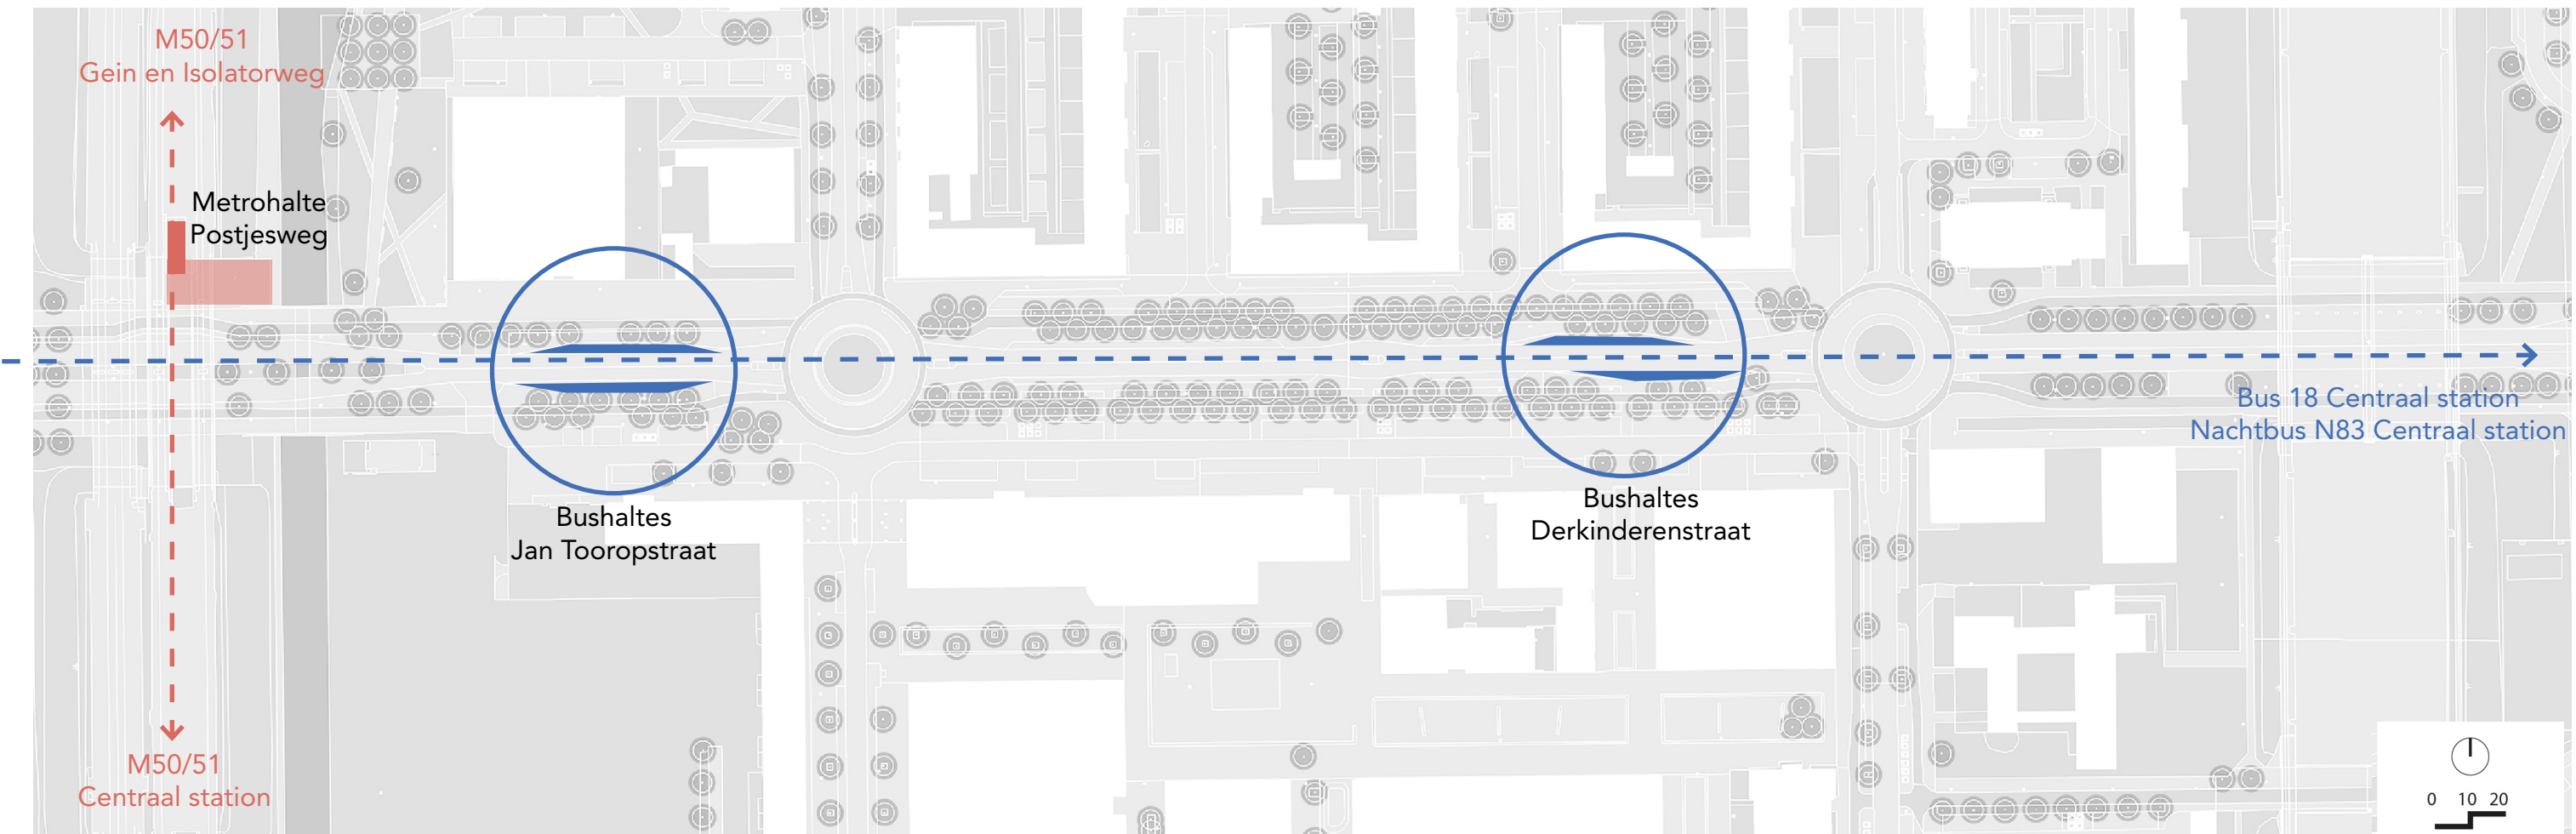 M50/51
Gein en Isolatorweg
Metrohalte
Postjesweg
Bushaltes
Jan Tooropstraat
Bushaltes
Derkinderenstraat
Bus 18 Centraal station
Nachtbus N83 Centraal station
M50/51
Centraal station
0 10 20